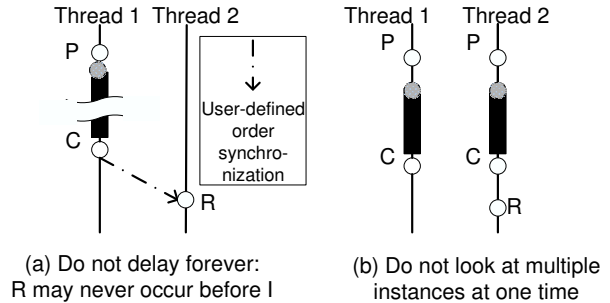 Thread 1 Thread 2
P
C
R
User-defined
order
synchro-
nization
(a) Do not delay forever:
R may never occur before I
Thread 1 Thread 2
P P
C C
R
(b) Do not look at multiple
instances at one time